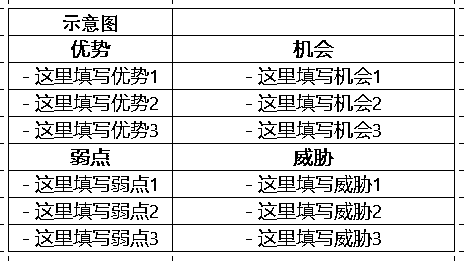 示意图
优势 机会
- 这里填写优势1 - 这里填写机会1
- 这里填写优势2 - 这里填写机会2
- 这里填写优势3 - 这里填写机会3
弱点 威胁
- 这里填写弱点1 - 这里填写威胁1
- 这里填写弱点2 - 这里填写威胁2
- 这里填写弱点3 - 这里填写威胁3